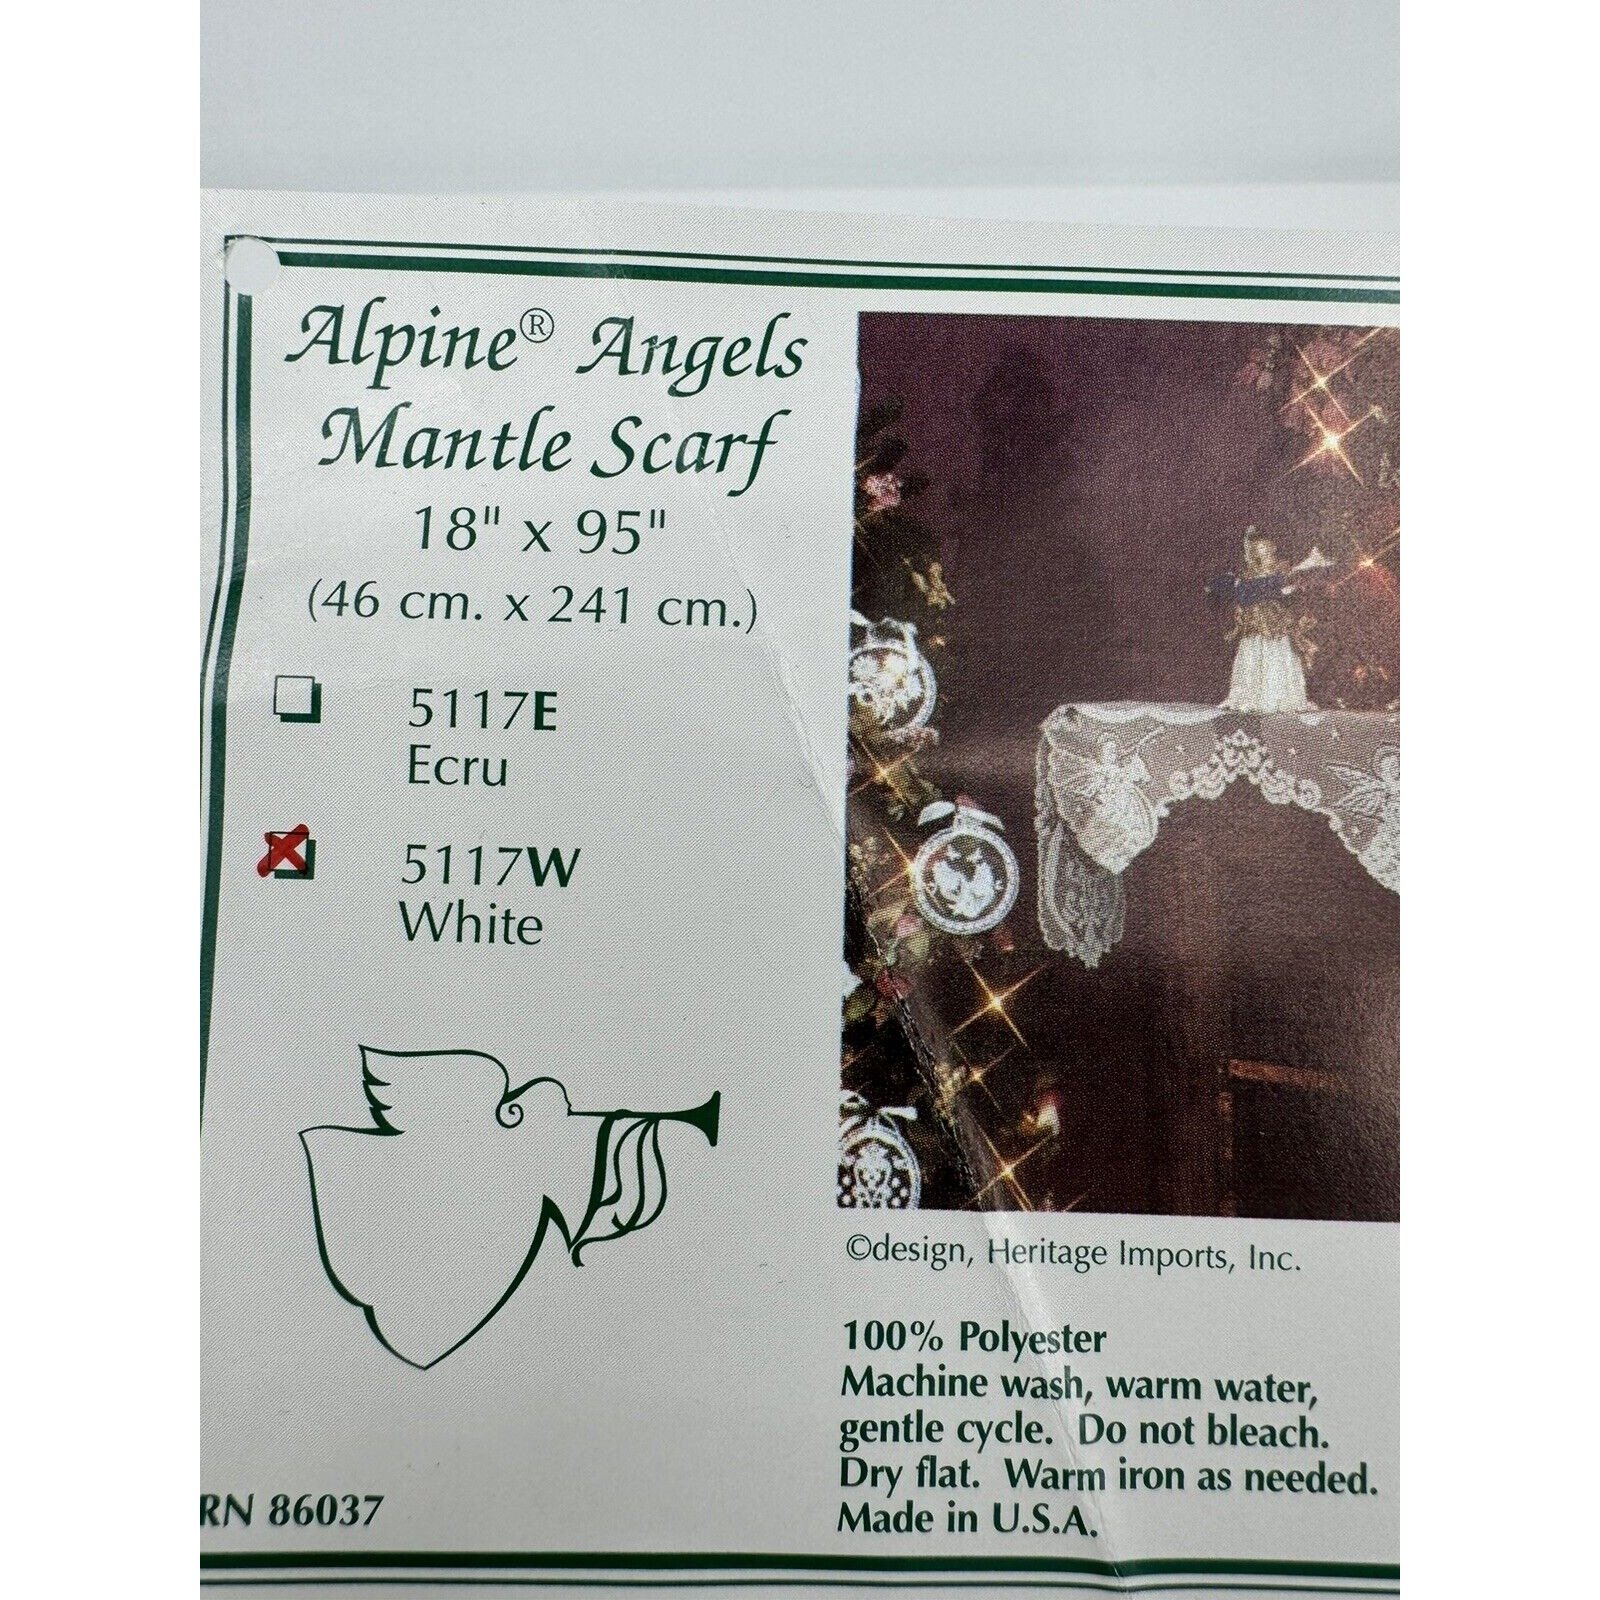 Alpine® Angels
Mantle Scarf
18" x 95"
(46 cm. x 241 cm.)
5117E
Ecru
5117W
White
©design, Heritage Imports, Inc.
100% Polyester
Machine wash, warm water,
gentle cycle. Do not bleach.
Dry flat. Warm iron as needed.
Made in U.S.A.
RN 86037